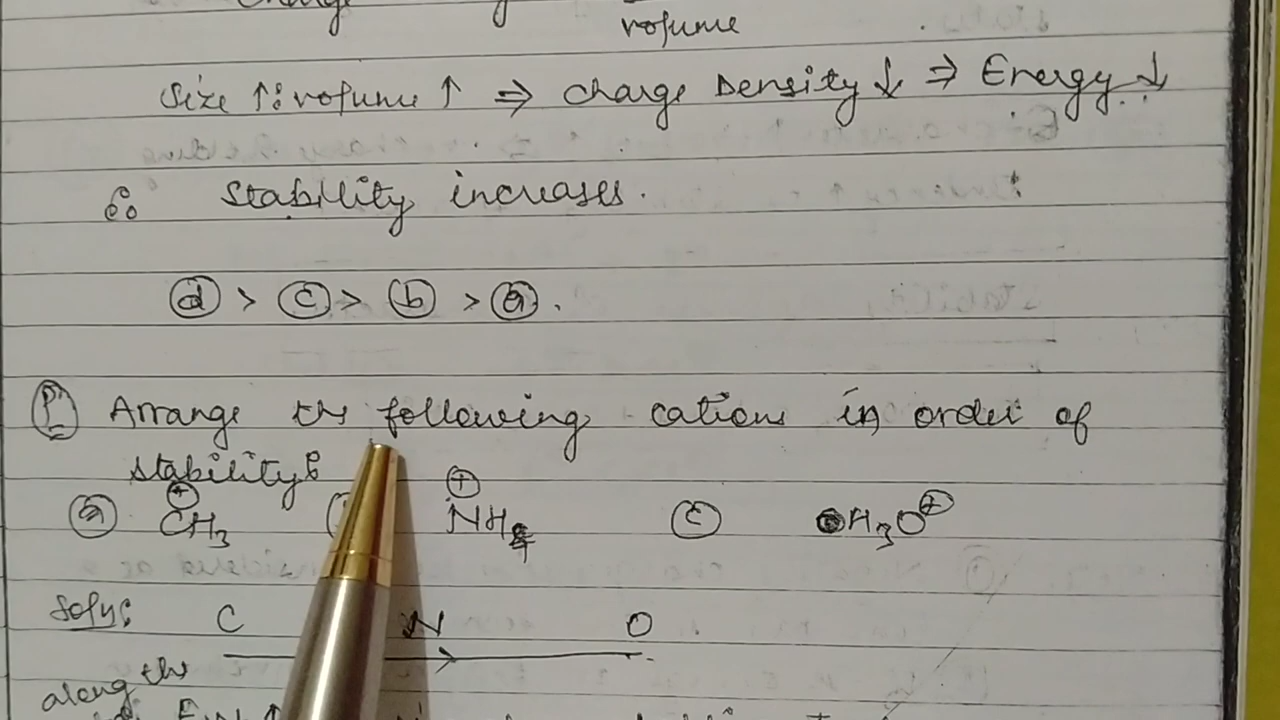 Charge
volume
Size ↑: volume ↑ ⇒ Charge Density ↓ ⇒ Energy ↓
∴ Stability increases.
ⓓ > ⓒ > ⓑ > ⓐ.
Ⓟ Arrange the following cations in order of
stability:
ⓐ ⊕CH₃ ⊕NH₄ ⓒ H₃O⊕
Soln: C N O
along the
E.N ↑